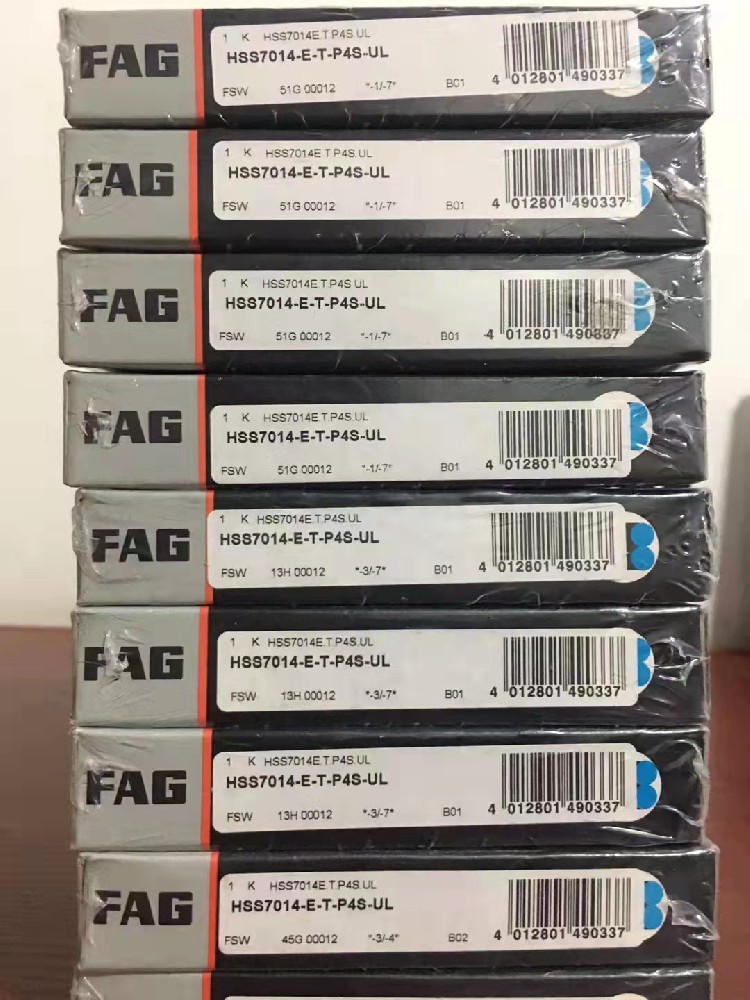 FAG
1 K HSS7014E.T.P4S.UL
HSS7014-E-T-P4S-UL
FSW 51G 00012 *-1/-7* B01 4 012801 490337
FAG
1 K HSS7014E.T.P4S.UL
HSS7014-E-T-P4S-UL
FSW 51G 00012 *-1/-7* B01 4 012801 490337
FAG
1 K HSS7014E.T.P4S.UL
HSS7014-E-T-P4S-UL
FSW 51G 00012 *-1/-7* B01 4 012801 490337
FAG
1 K HSS7014E.T.P4S.UL
HSS7014-E-T-P4S-UL
FSW 51G 00012 *-1/-7* B01 4 012801 490337
FAG
1 K HSS7014E.T.P4S.UL
HSS7014-E-T-P4S-UL
FSW 13H 00012 *-3/-7* B01 4 012801 490337
FAG
1 K HSS7014E.T.P4S.UL
HSS7014-E-T-P4S-UL
FSW 13H 00012 *-3/-7* B01 4 012801 490337
FAG
1 K HSS7014E.T.P4S.UL
HSS7014-E-T-P4S-UL
FSW 13H 00012 *-3/-7* B01 4 012801 490337
FAG
1 K HSS7014E.T.P4S.UL
HSS7014-E-T-P4S-UL
FSW 45G 00012 *-3/-4* B02 4 012801 490337